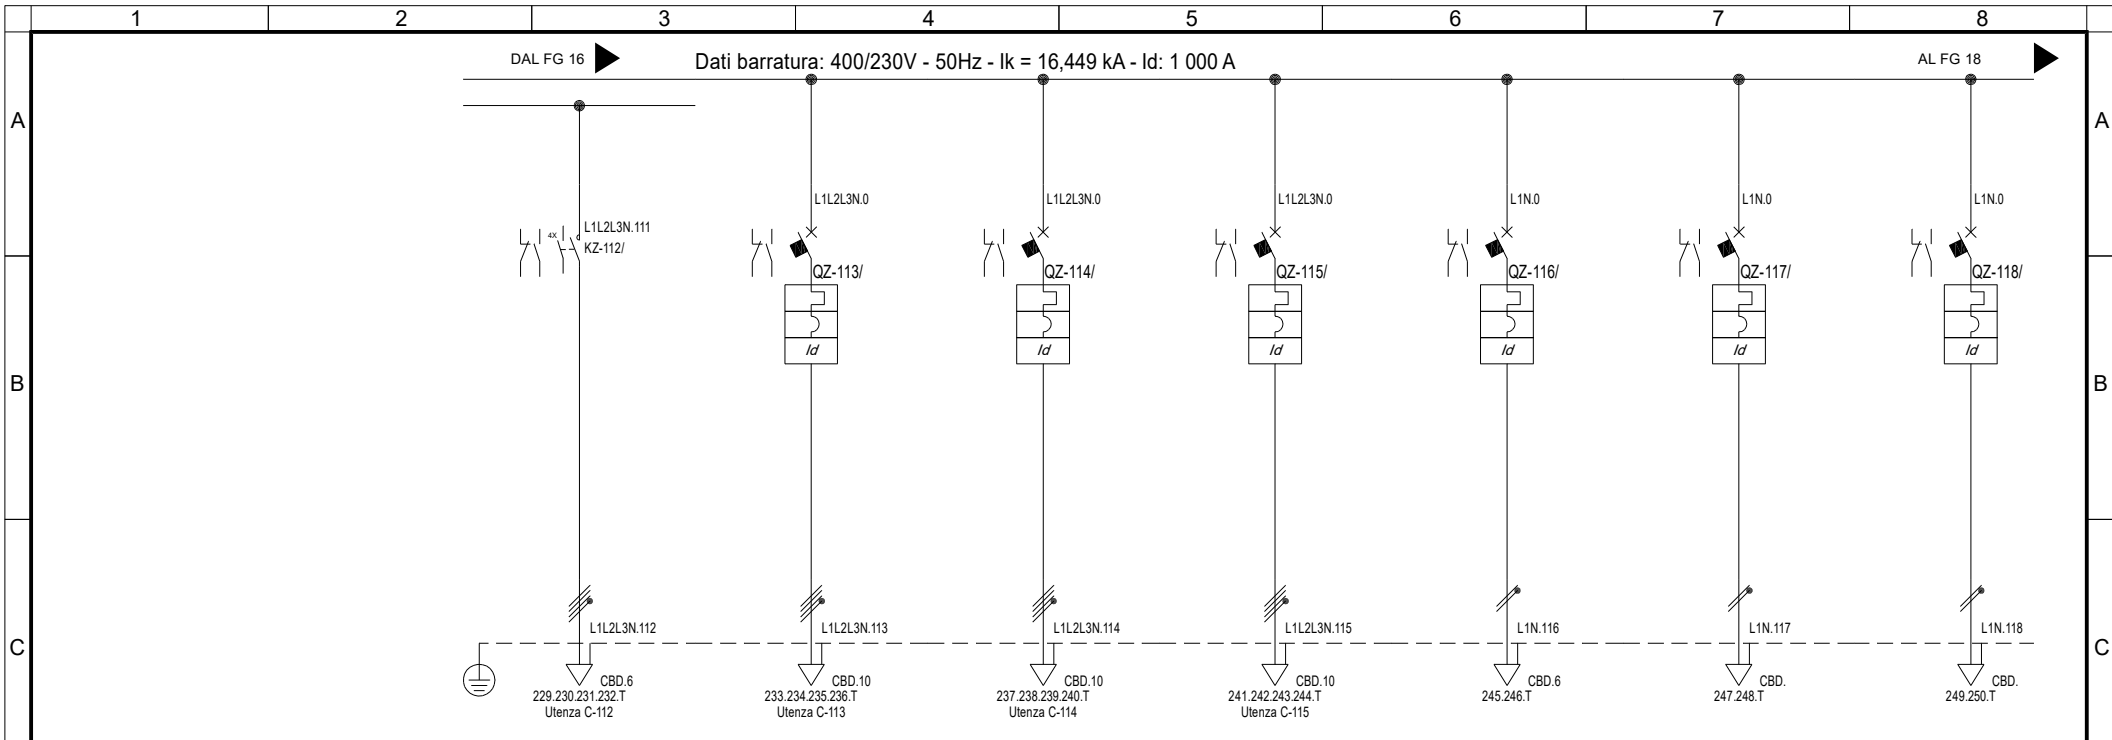 1 2 3 4 5 6 7 8
DAL FG 16 Dati barratura: 400/230V - 50Hz - Ik = 16,449 kA - Id: 1 000 A AL FG 18
A A
L1L2L3N.0 L1L2L3N.0 L1L2L3N.0 L1N.0 L1N.0 L1N.0
4X L1L2L3N.111
KZ-112/
QZ-113/ QZ-114/ QZ-115/ QZ-116/ QZ-117/ QZ-118/
Id Id Id Id Id Id
B B
L1L2L3N.112 L1L2L3N.113 L1L2L3N.114 L1L2L3N.115 L1N.116 L1N.117 L1N.118
C C
CBD.6 CBD.10 CBD.10 CBD.10 CBD.6 CBD. CBD.
229.230.231.232.T 233.234.235.236.T 237.238.239.240.T 241.242.243.244.T 245.246.T 247.248.T 249.250.T
Utenza C-112 Utenza C-113 Utenza C-114 Utenza C-115